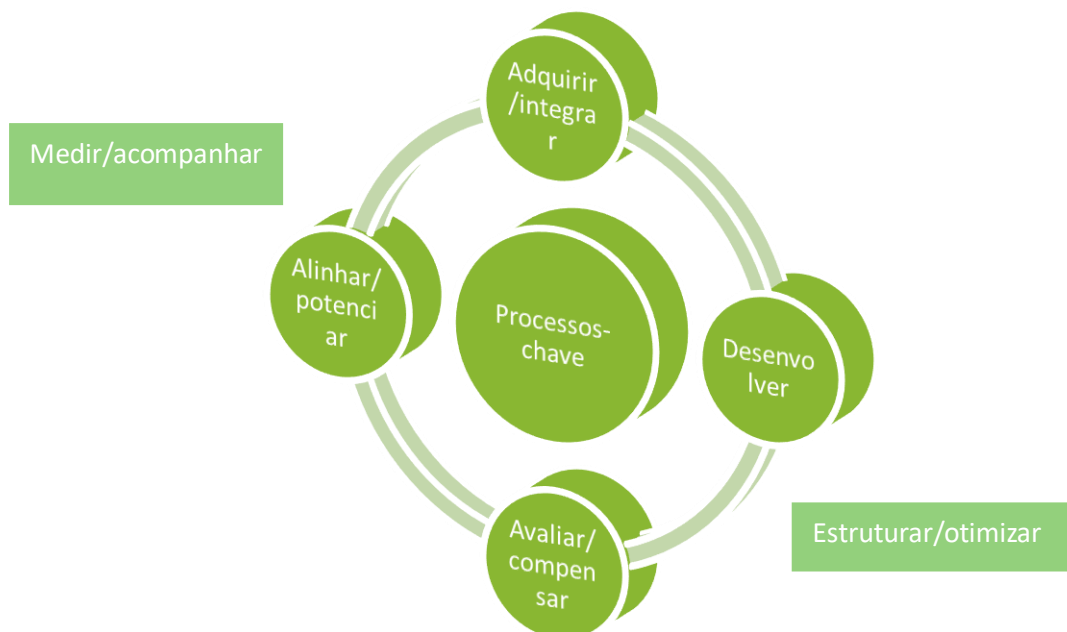 Adquirir
/integra
r
Medir/acompanhar
Alinhar/
potenci
ar
Processos-
chave
Desenvo
lver
Avaliar/
compen
sar
Estruturar/otimizar